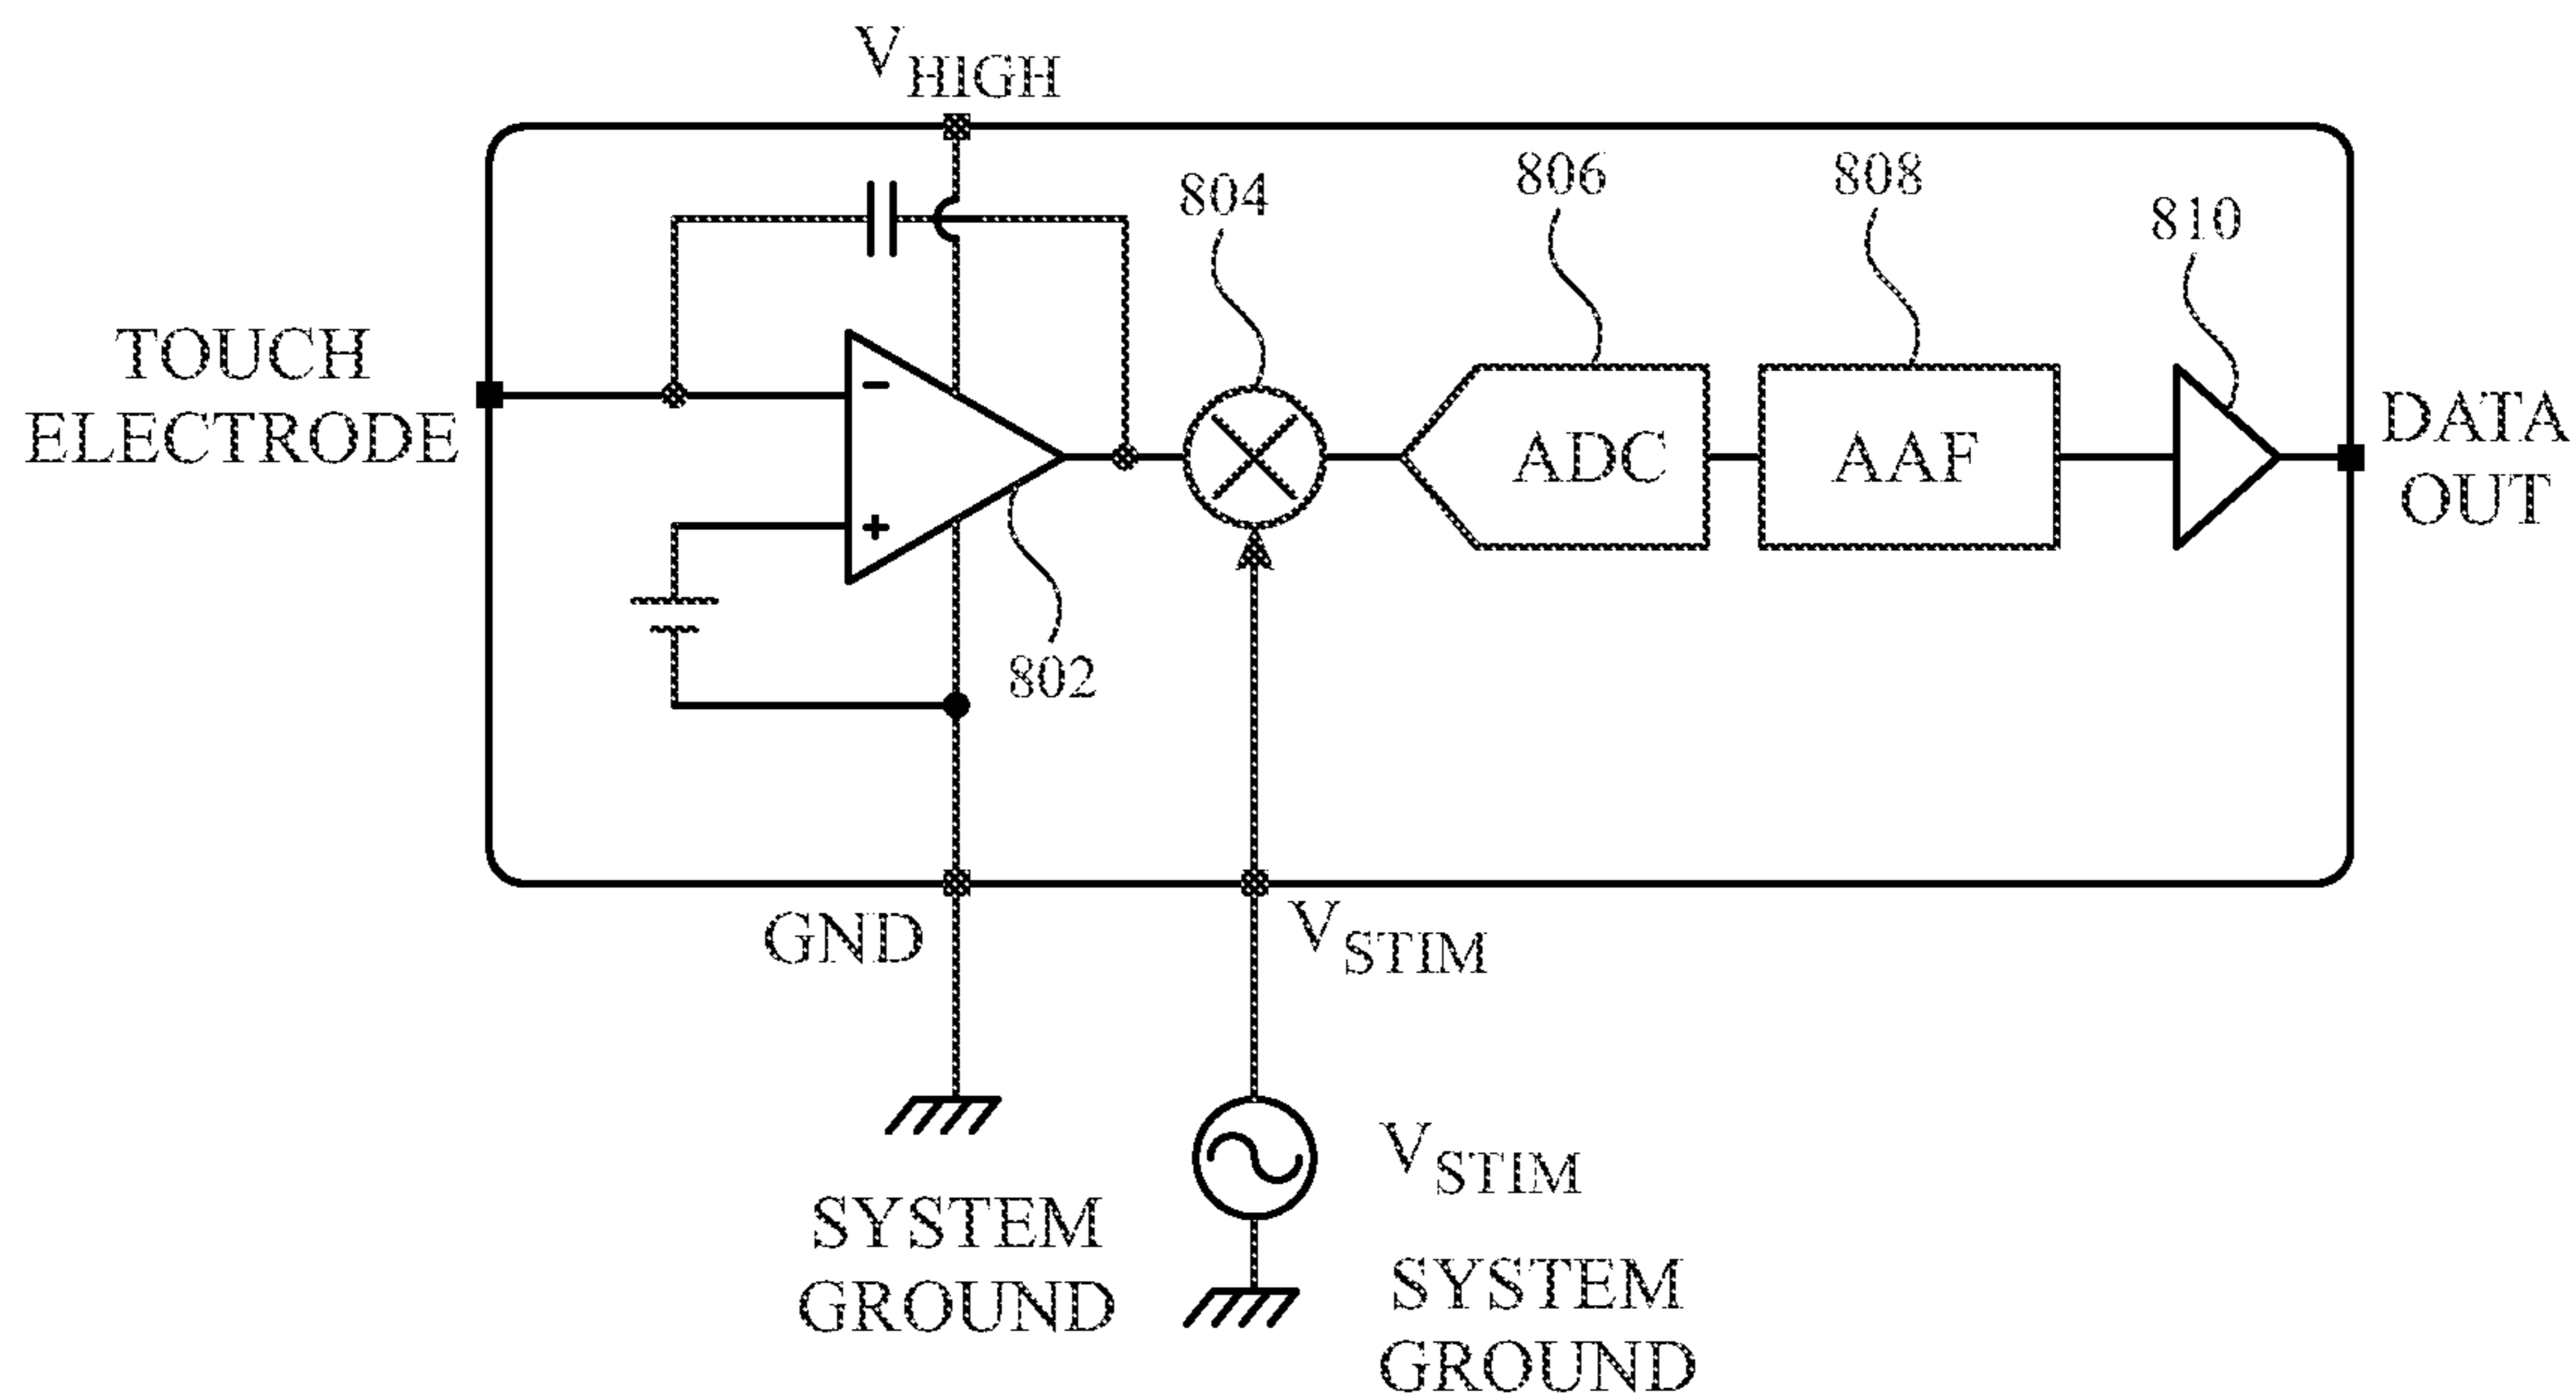 VHIGH
804
806
808
810
TOUCH
ELECTRODE
−
+
ADC
AAF
DATA
OUT
802
GND
VSTIM
VSTIM
SYSTEM
GROUND
SYSTEM
GROUND